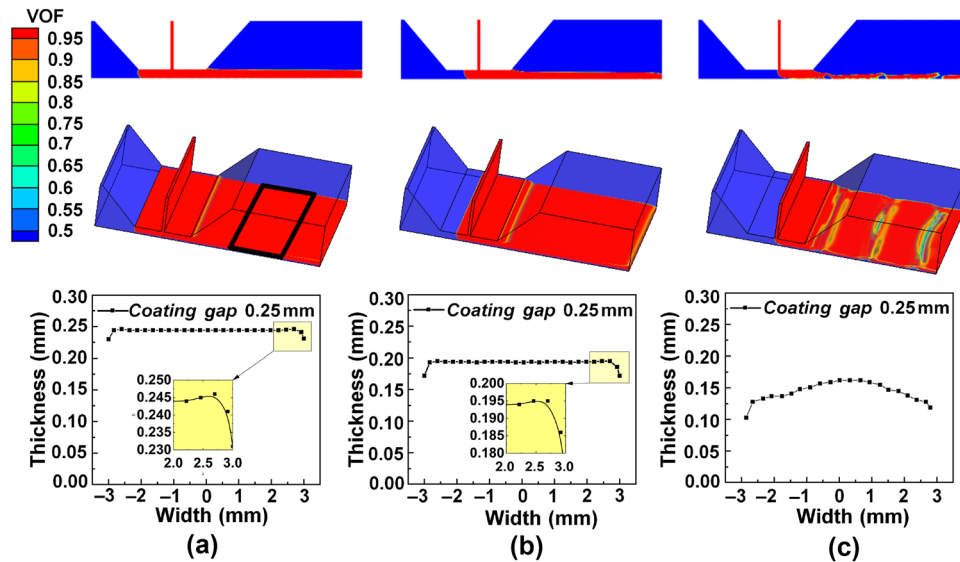 VOF
0.95
0.9
0.85
0.8
0.75
0.7
0.65
0.6
0.55
0.5
0.30
0.25
0.20
0.15
0.10
0.05
0.00
Thickness (mm)
Coating gap 0.25mm
0.250
0.245
0.240
0.235
0.230
2.0 2.5 3.0
−3 −2 −1 0 1 2 3
Width (mm)
(a)
0.30
0.25
0.20
0.15
0.10
0.05
0.00
Thickness (mm)
Coating gap 0.25mm
0.200
0.195
0.190
0.185
0.180
2.0 2.5 3.0
−3 −2 −1 0 1 2 3
Width (mm)
(b)
0.30
0.25
0.20
0.15
0.10
0.05
0.00
Thickness (mm)
Coating gap 0.25mm
−3 −2 −1 0 1 2 3
Width (mm)
(c)